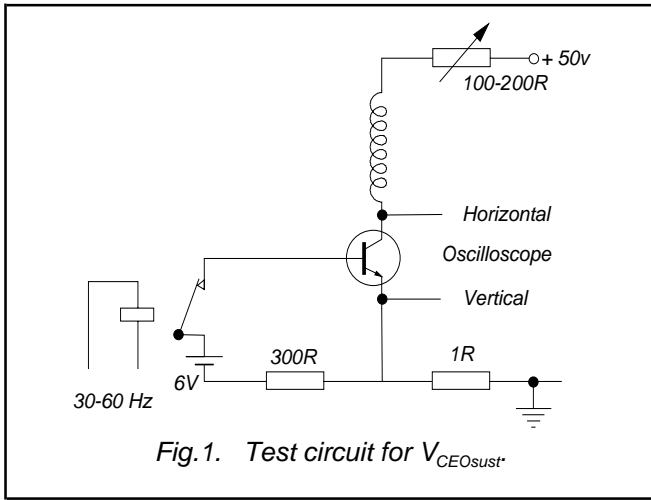 + 50v
100-200R
Horizontal
Oscilloscope
Vertical
300R
1R
6V
30-60 Hz
Fig.1. Test circuit for VCEOsust.